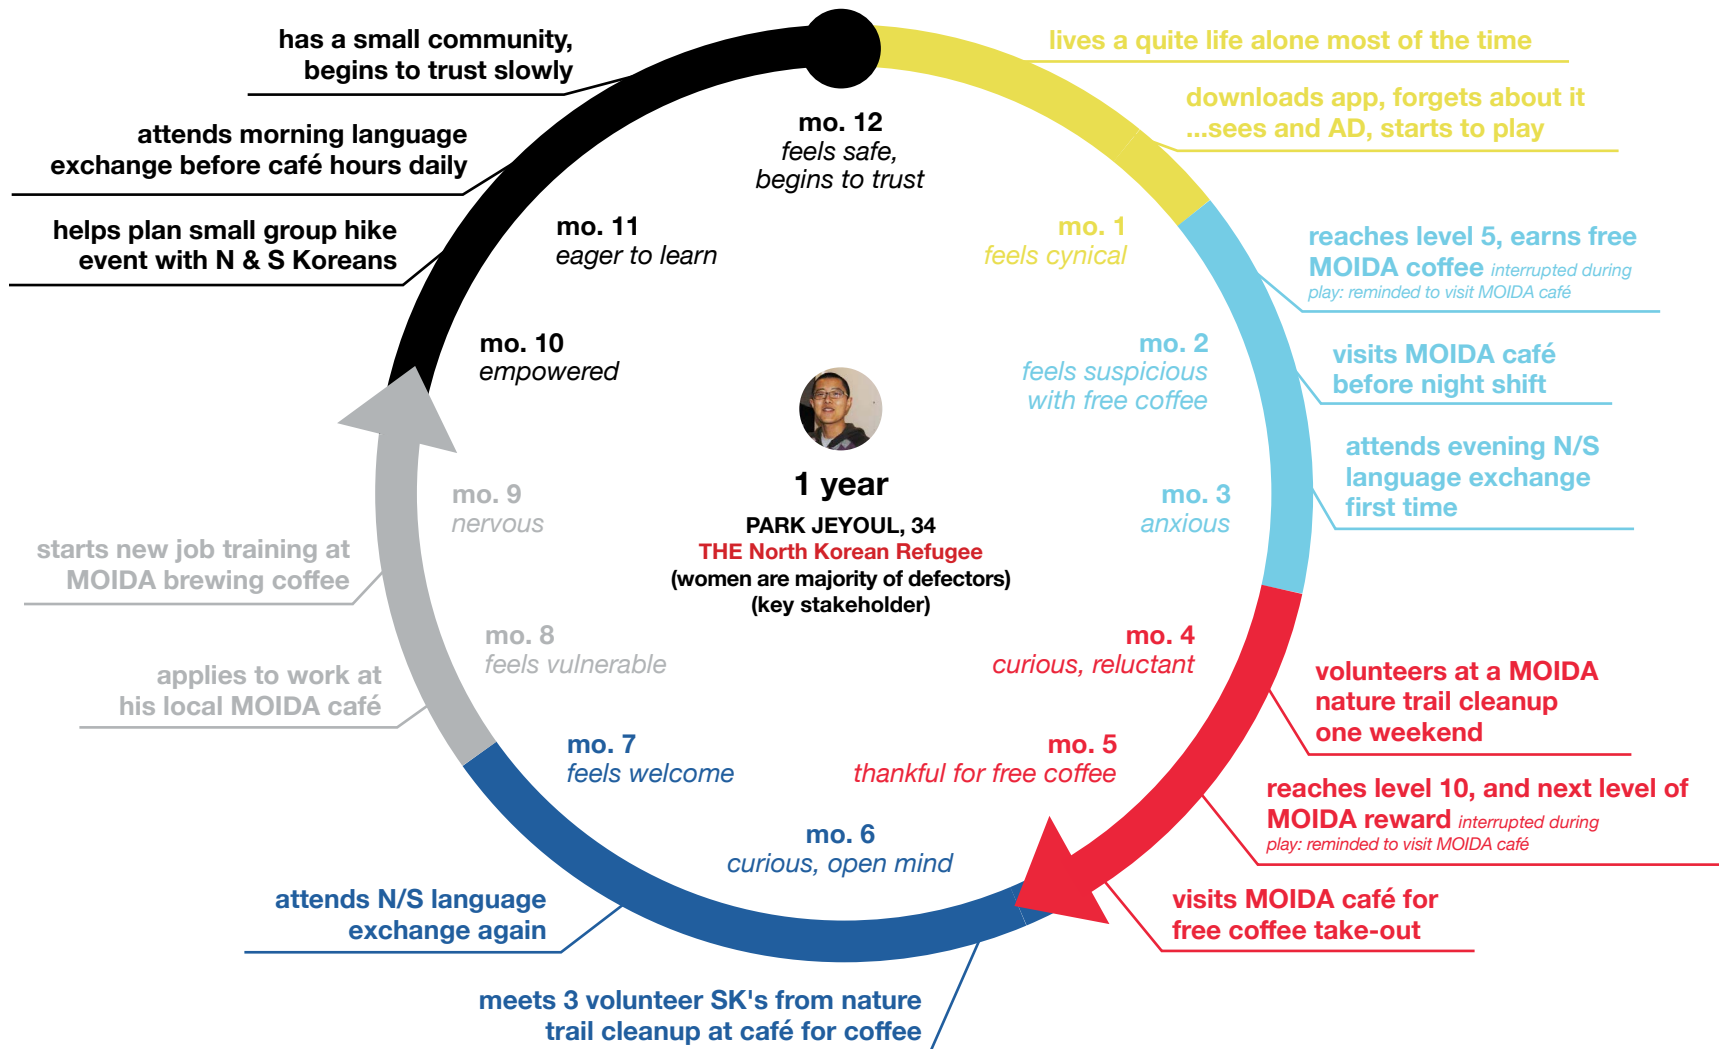 lives a quite life alone most of the time
downloads app, forgets about it
...sees and AD, starts to play
reaches level 5, earns free
MOIDA coffee interrupted during
play: reminded to visit MOIDA café
visits MOIDA café
before night shift
attends evening N/S
language exchange
first time
volunteers at a MOIDA
nature trail cleanup
one weekend
reaches level 10, and next level of
MOIDA reward interrupted during
play: reminded to visit MOIDA café
visits MOIDA café for
free coffee take-out
meets 3 volunteer SK's from nature
trail cleanup at café for coffee
attends N/S language
exchange again
applies to work at
his local MOIDA café
starts new job training at
MOIDA brewing coffee
helps plan small group hike
event with N & S Koreans
attends morning language
exchange before café hours daily
has a small community,
begins to trust slowly
mo. 12
feels safe,
begins to trust
mo. 1
feels cynical
mo. 2
feels suspicious
with free coffee
mo. 3
anxious
mo. 4
curious, reluctant
mo. 5
thankful for free coffee
mo. 6
curious, open mind
mo. 7
feels welcome
mo. 8
feels vulnerable
mo. 9
nervous
mo. 10
empowered
mo. 11
eager to learn
1 year
PARK JEYOUL, 34
THE North Korean Refugee
(women are majority of defectors)
(key stakeholder)